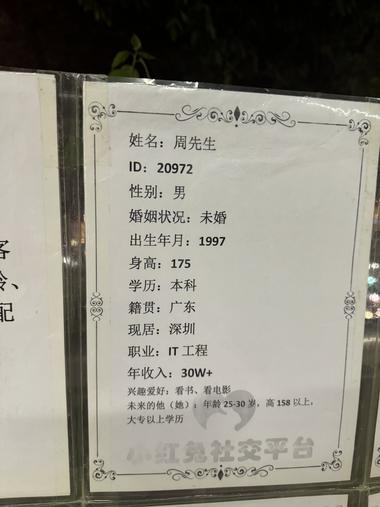 姓名：周先生
ID：20972
性别：男
婚姻状况：未婚
出生年月：1997
身高：175
学历：本科
籍贯：广东
现居：深圳
职业：IT 工程
年收入：30W+
兴趣爱好：看书、看电影
未来的他（她）：年龄 25-30 岁，高 158 以上，
大专以上学历
小红兔社交平台
配